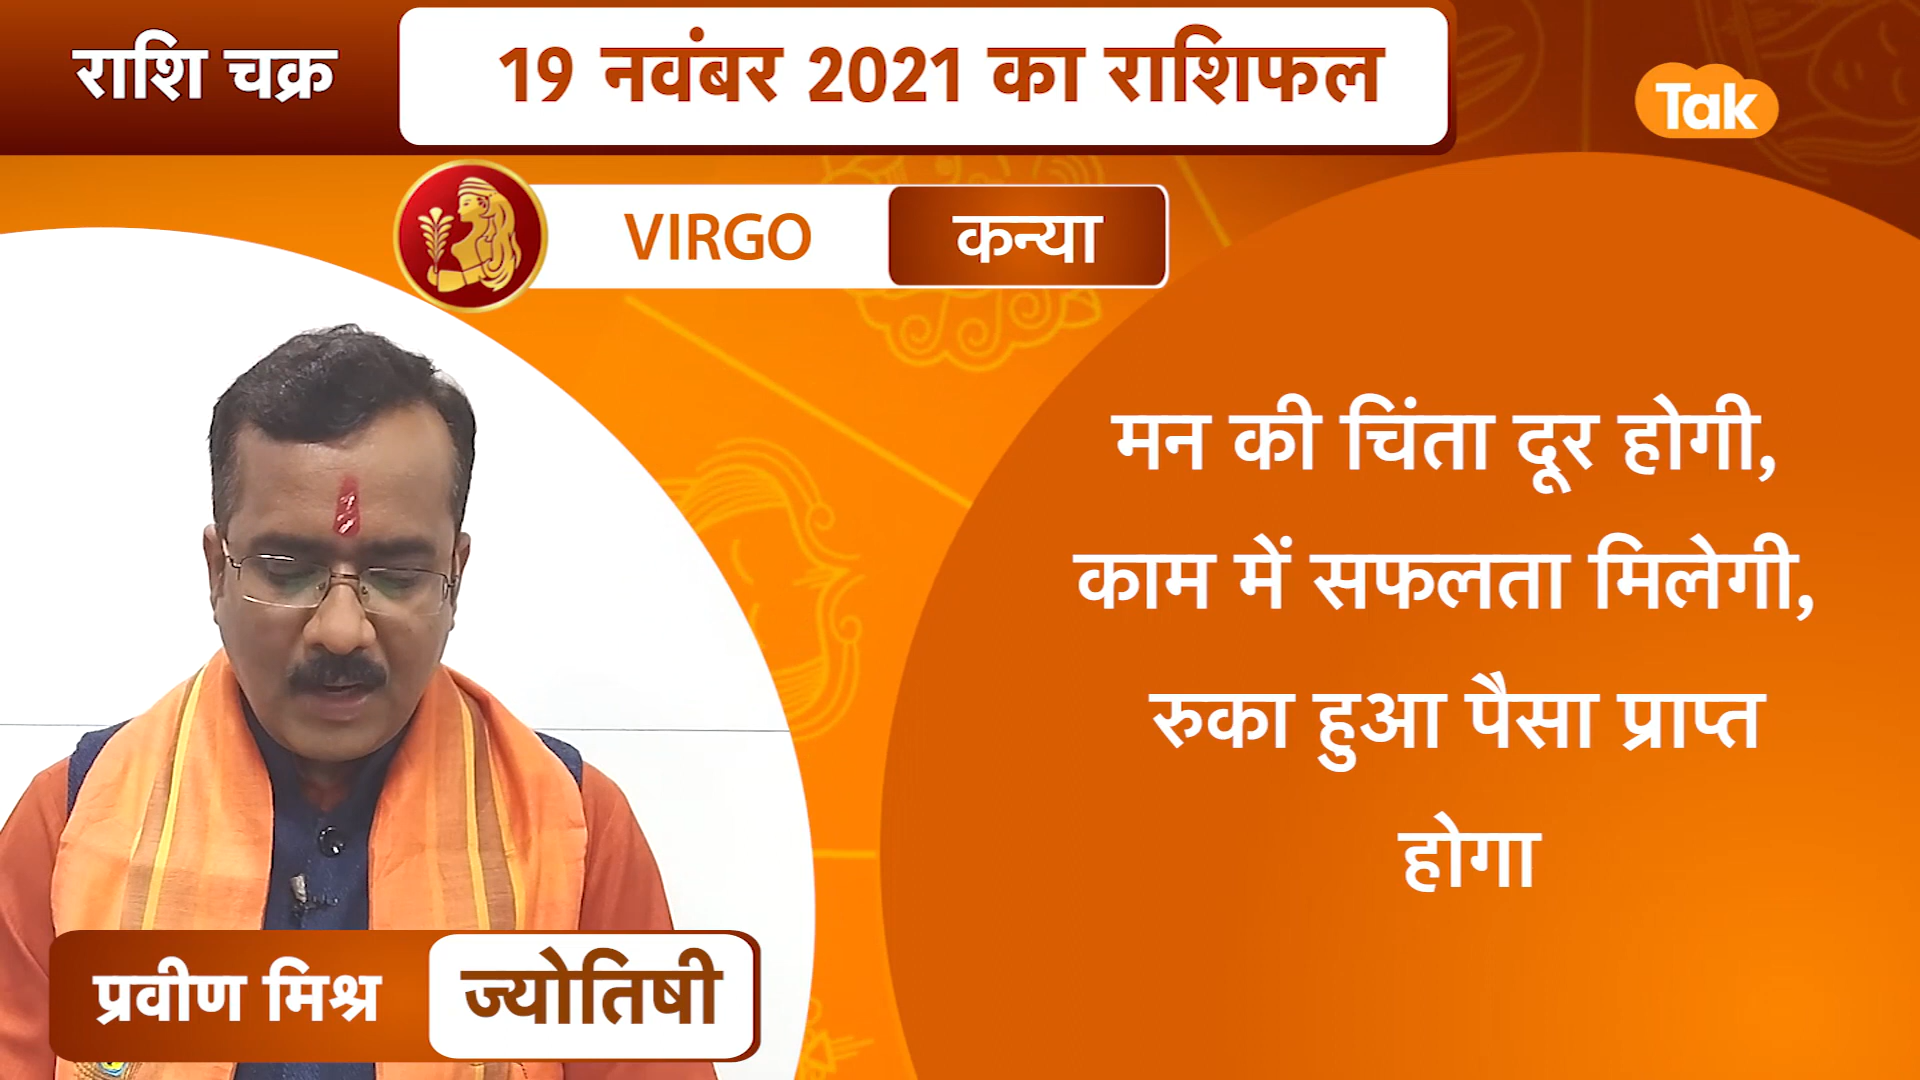 राशि चक्र
19 नवंबर 2021 का राशिफल
Tak
VIRGO
कन्या
मन की चिंता दूर होगी,
काम में सफलता मिलेगी,
रुका हुआ पैसा प्राप्त
होगा
प्रवीण मिश्र
ज्योतिषी